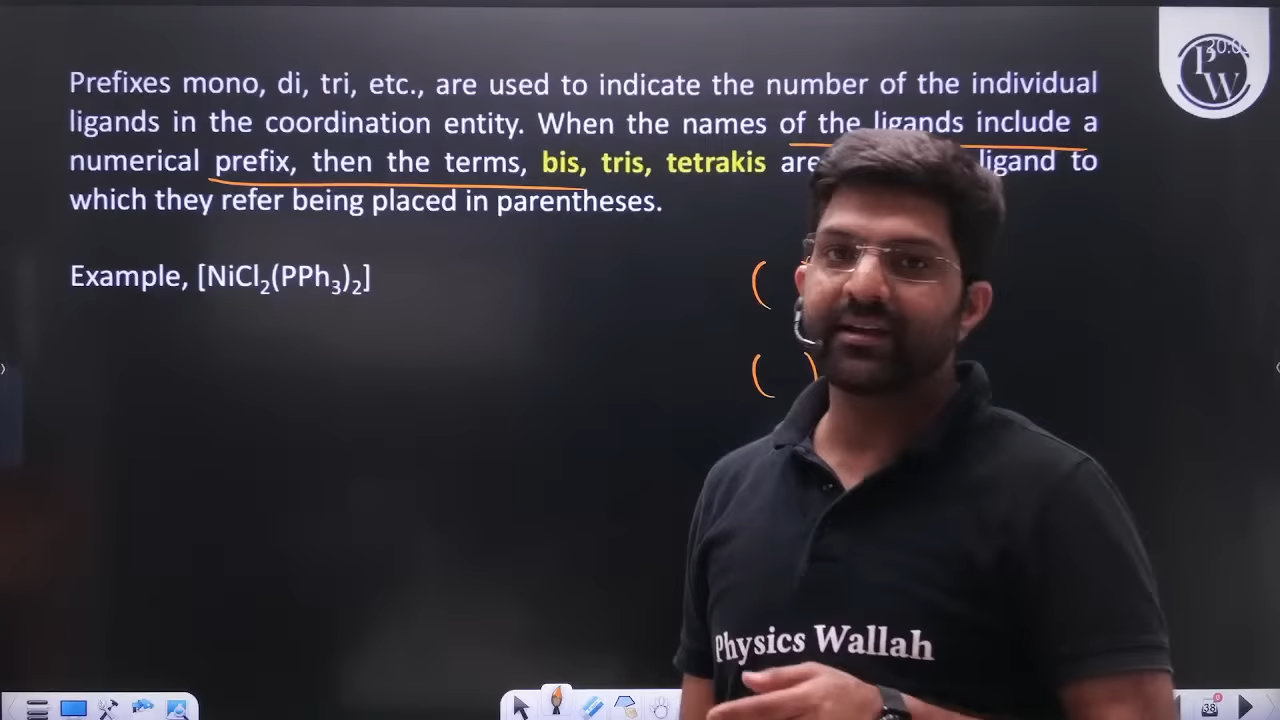 Prefixes mono, di, tri, etc., are used to indicate the number of the individual
ligands in the coordination entity. When the names of the ligands include a
numerical prefix, then the terms, bis, tris, tetrakis are ligand to
which they refer being placed in parentheses.
Example, [NiCl₂(PPh₃)₂]
( 
( )
Physics Wallah
PW
38